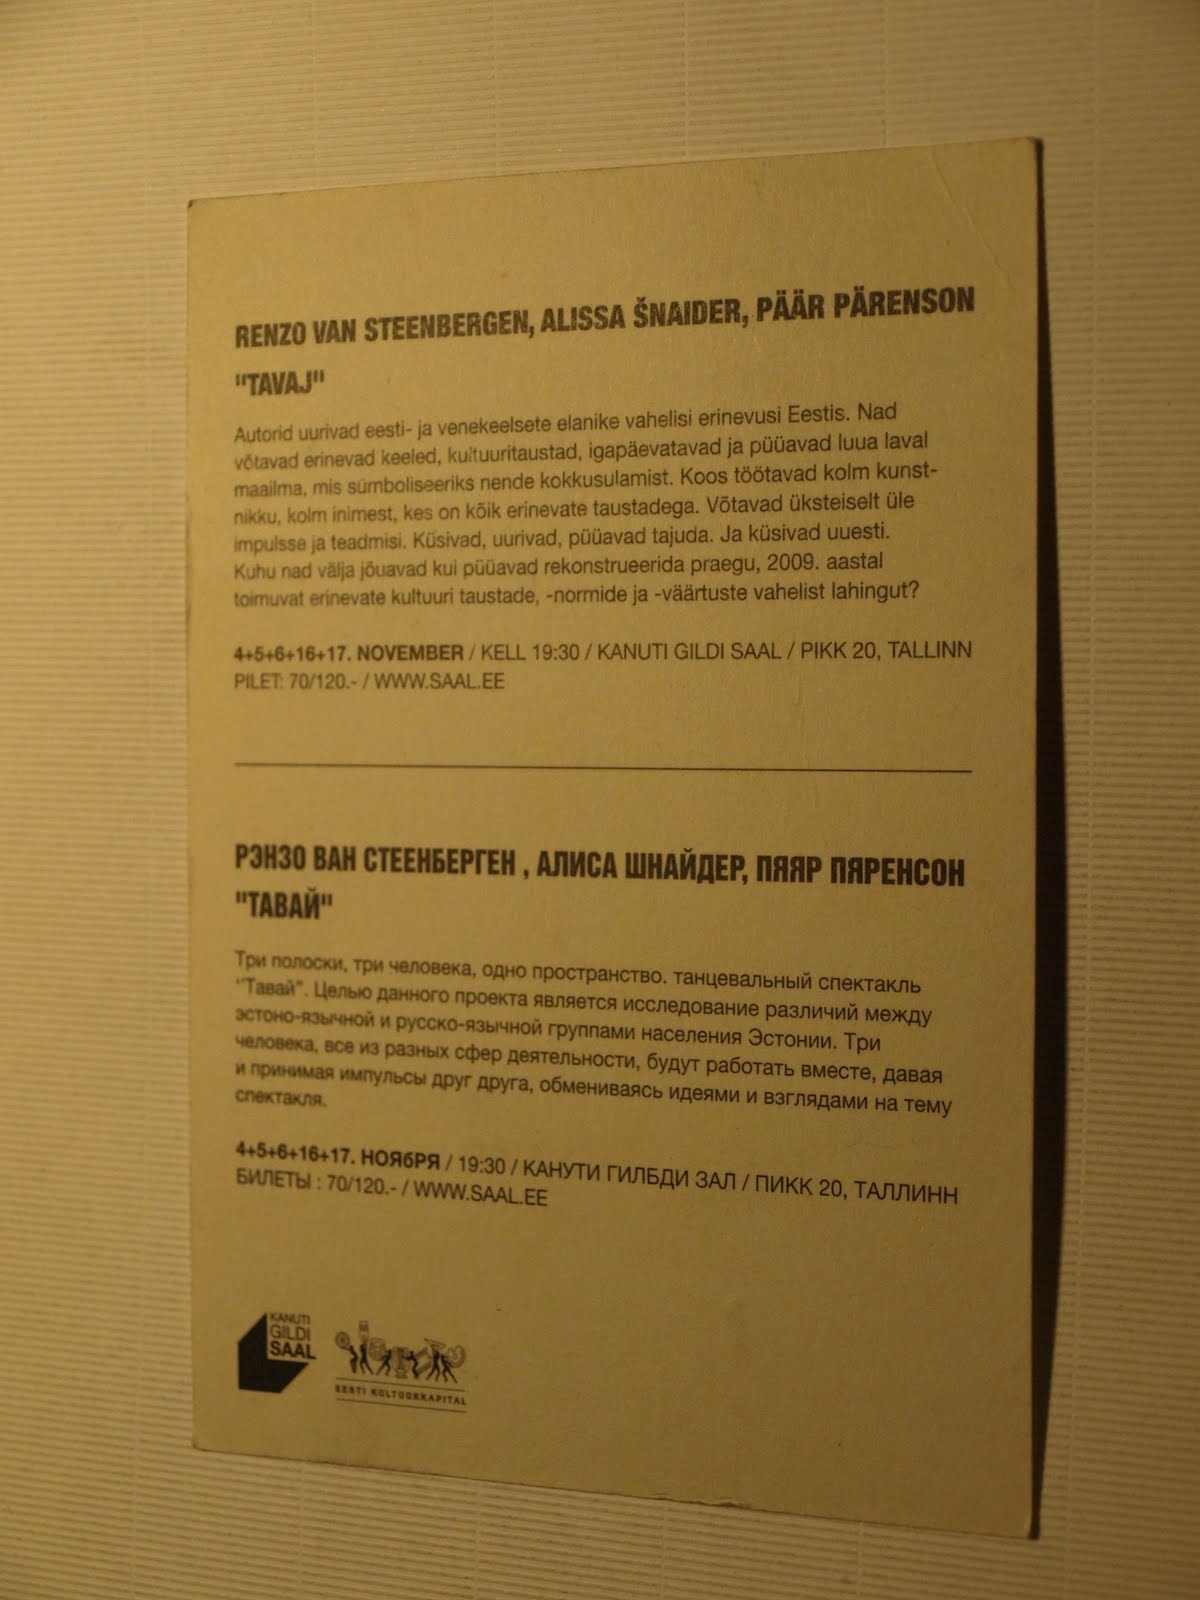 RENZO VAN STEENBERGEN, ALISSA ŠNAIDER, PÄÄR PÄRENSON
"TAVAJ"
Autorid uurivad eesti- ja venekeelsete elanike vahelisi erinevusi Eestis. Nad
võtavad erinevad keeled, kultuuritaustad, igapäevatavad ja püüavad luua laval
maailma, mis sümboliseeriks nende kokkusulamist. Koos töötavad kolm kunst-
nikku, kolm inimest, kes on kõik erinevate taustadega. Võtavad üksteiselt üle
impulsse ja teadmisi. Küsivad, uurivad, püüavad tajuda. Ja küsivad uuesti.
Kuhu nad välja jõuavad kui püüavad rekonstrueerida praegu, 2009. aastal
toimuvat erinevate kultuuri taustade, -normide ja -väärtuste vahelist lahingut?
4+5+6+16+17. NOVEMBER / KELL 19:30 / KANUTI GILDI SAAL / PIKK 20, TALLINN
PILET: 70/120.- / WWW.SAAL.EE
РЭНЗО ВАН СТЕЕНБЕРГЕН , АЛИСА ШНАЙДЕР, ПЯЯР ПЯРЕНСОН
"ТАВАЙ"
Три полоски, три человека, одно пространство. танцевальный спектакль
"Тавай". Целью данного проекта является исследование различий между
эстоно-язычной и русско-язычной группами населения Эстонии. Три
человека, все из разных сфер деятельности, будут работать вместе, давая
и принимая импульсы друг друга, обмениваясь идеями и взглядами на тему
спектакля.
4+5+6+16+17. НОЯбРЯ / 19:30 / КАНУТИ ГИЛБДИ ЗАЛ / ПИКК 20, ТАЛЛИНН
БИЛЕТЫ : 70/120.- / WWW.SAAL.EE
KANUTI
GILDI
SAAL
EESTI KULTUURKAPITAL